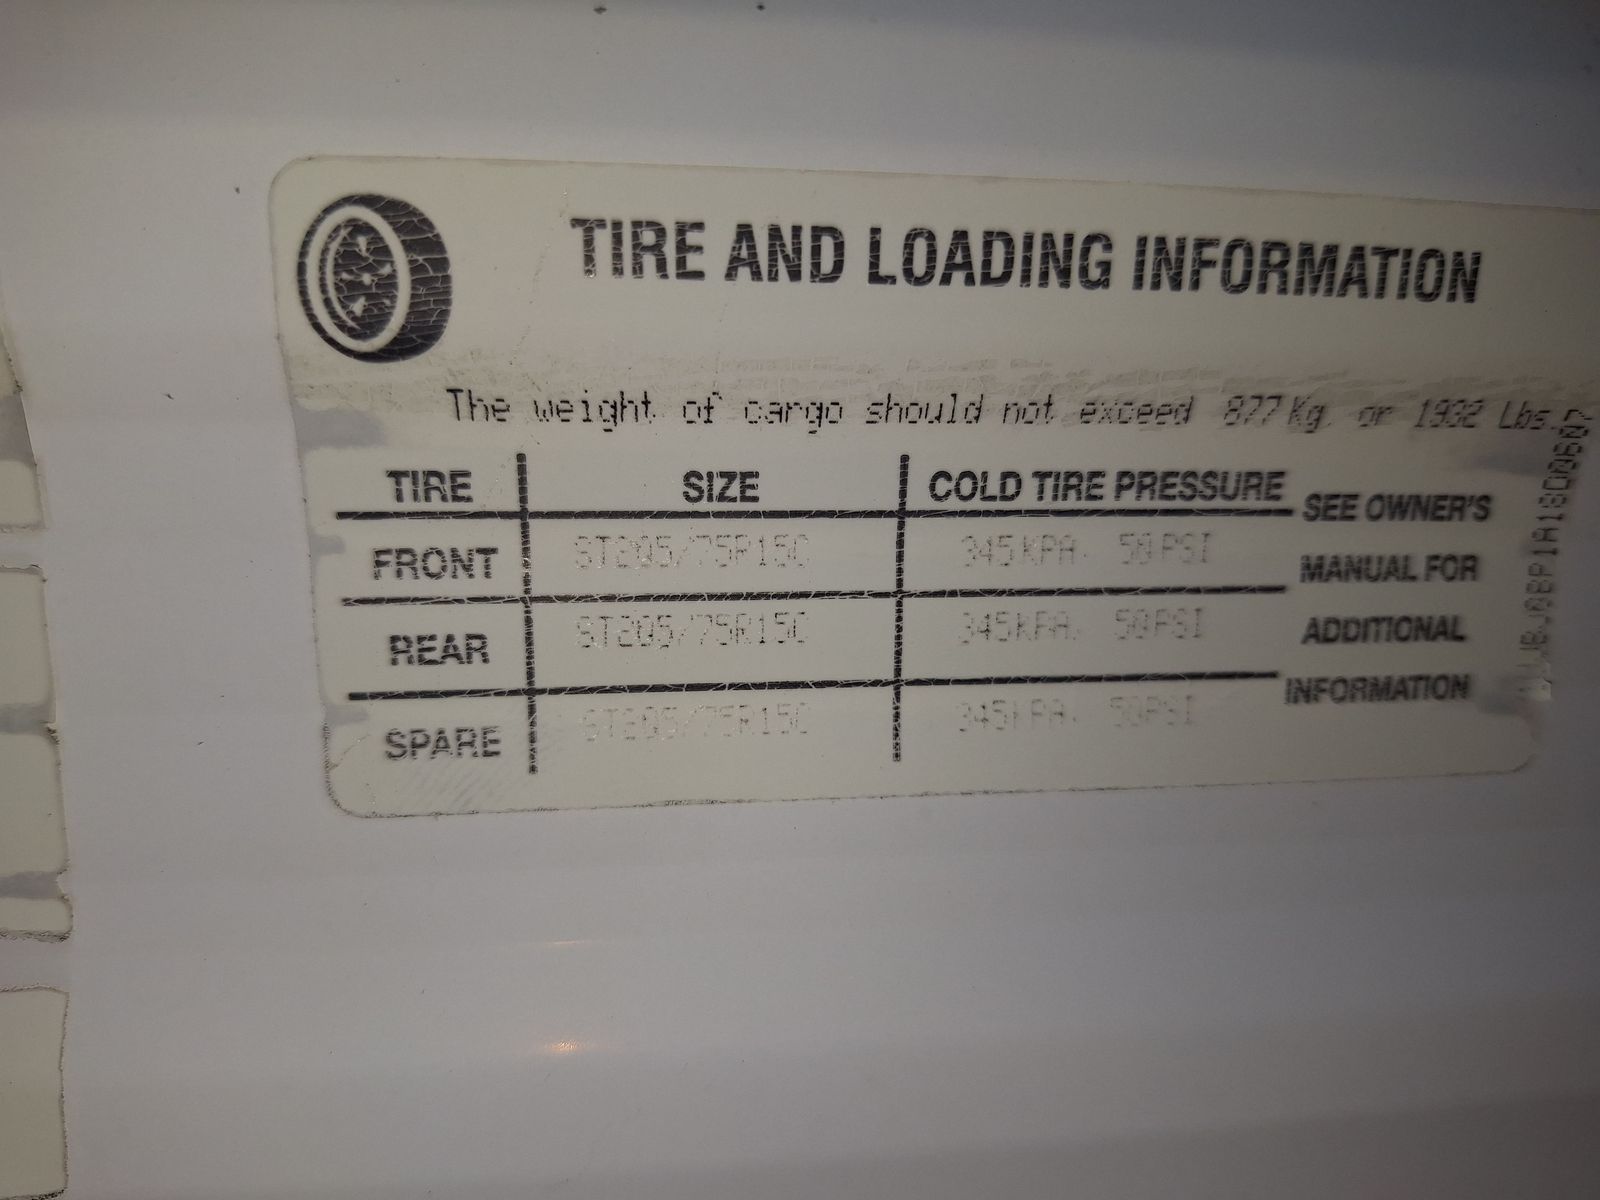 TIRE AND LOADING INFORMATION
The weight of cargo should not exceed 877 Kg. or 1932 Lbs.
TIRE SIZE COLD TIRE PRESSURE
SEE OWNER'S
FRONT ST205/75R15C 345KPA. 50PSI
MANUAL FOR
REAR ST205/75R15C 345KPA. 50PSI
ADDITIONAL
SPARE ST205/75R15C 345KPA. 50PSI
INFORMATION